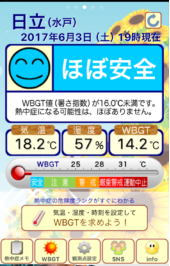 日立(水戸)
2017年6月3日(土)19時現在
ほぼ安全
WBGT値(暑さ指数)が16.0℃未満です。
熱中症になる可能性は、ほぼありません。
気温 湿度 WBGT
18.2℃ 57% 14.2℃
WBGT 25 28 31 ℃
安全 注意 警戒 厳重警戒 運動中止
熱中症の危険度ランクがすぐにわかる
気温・湿度・時刻を設定して
WBGTを求めよう!
熱中症メモ WBGT 観測点設定 SNS info